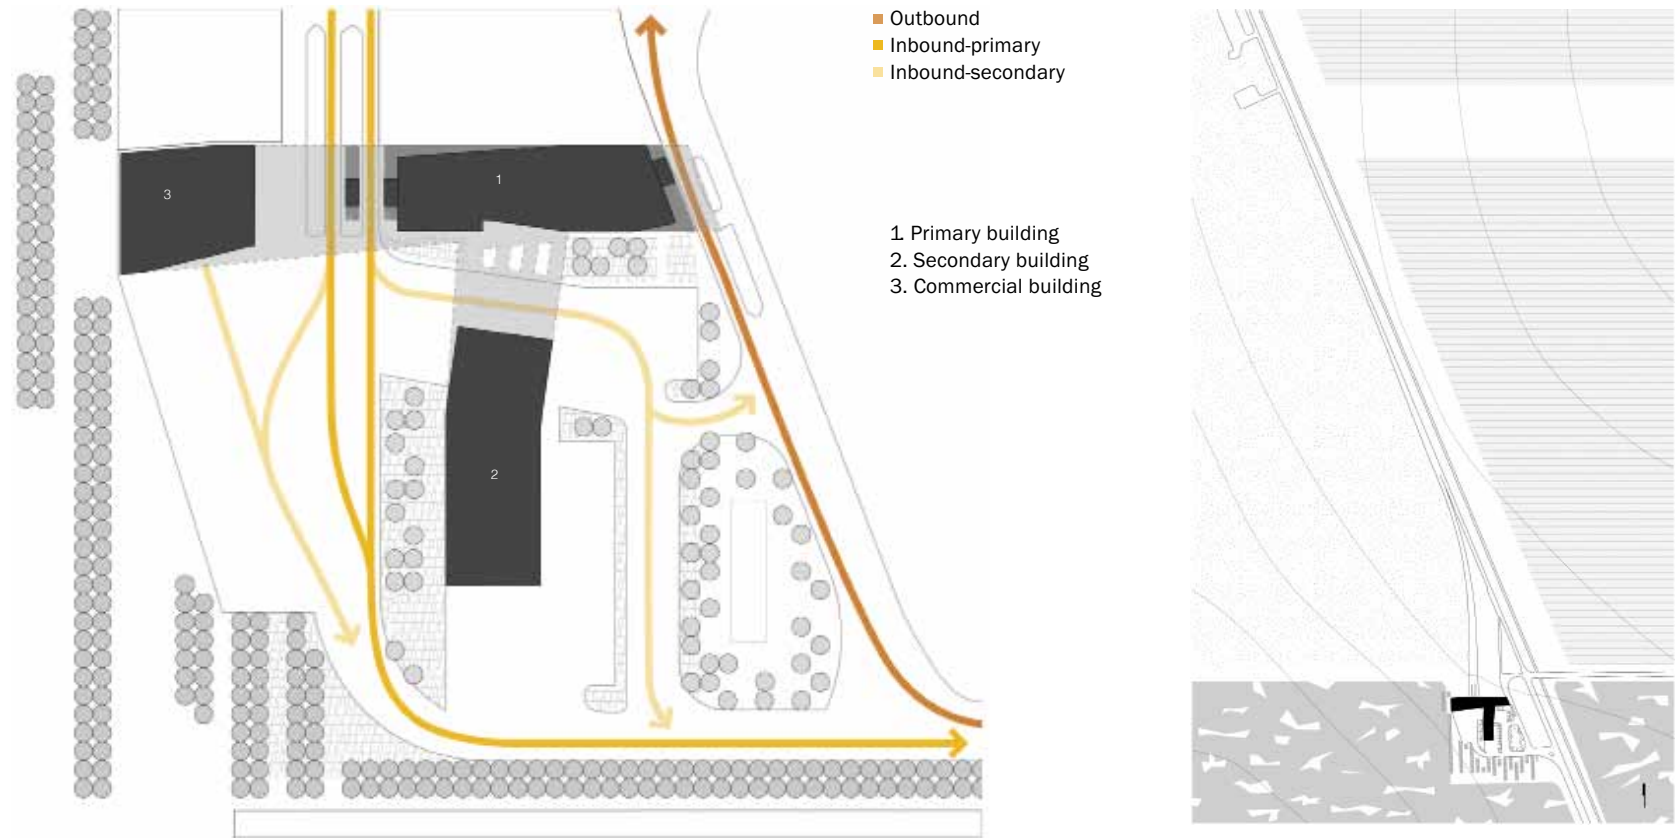 Outbound
Inbound-primary
Inbound-secondary
3
1
1. Primary building
2. Secondary building
3. Commercial building
2